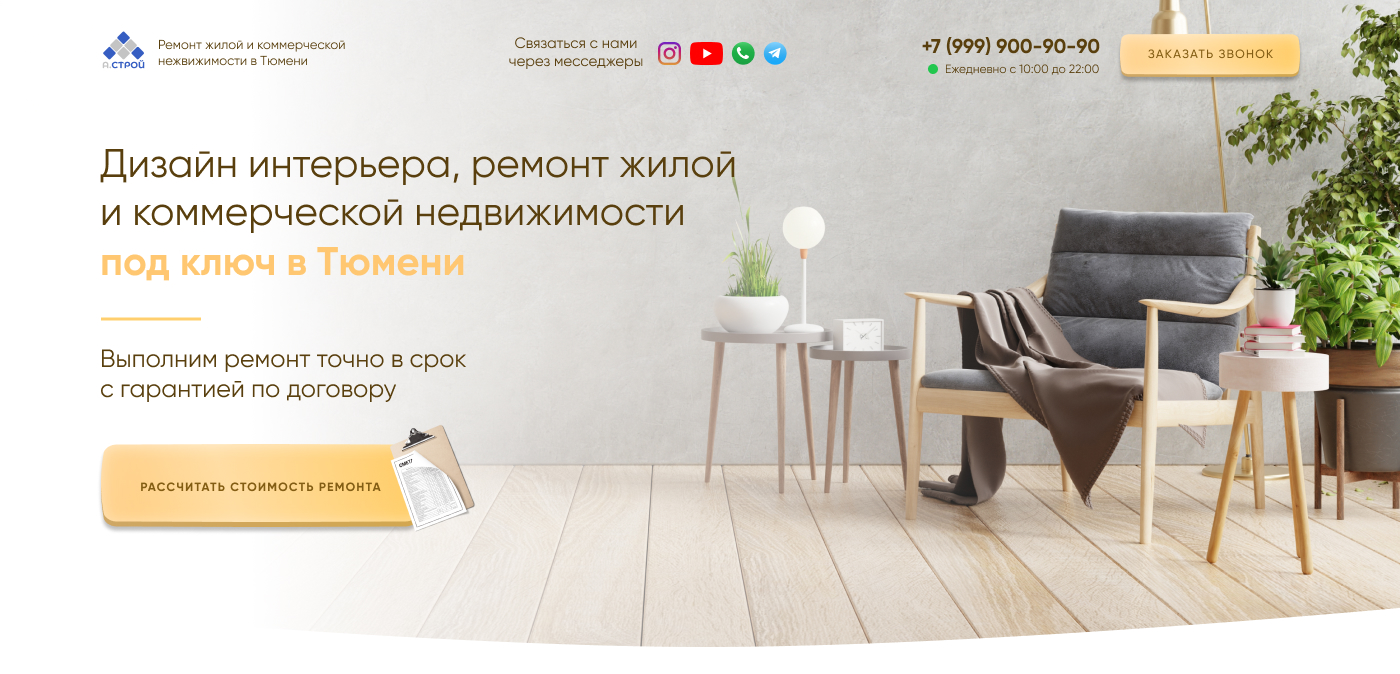 Я.СТРОЙ
Ремонт жилой и коммерческой
нежвижимости в Тюмени
Связаться с нами
через месседжеры
+7 (999) 900-90-90
Ежедневно с 10:00 до 22:00
ЗАКАЗАТЬ ЗВОНОК
Дизайн интерьера, ремонт жилой
и коммерческой недвижимости
под ключ в Тюмени
Выполним ремонт точно в срок
с гарантией по договору
РАССЧИТАТЬ СТОИМОСТЬ РЕМОНТА
СМЕТА